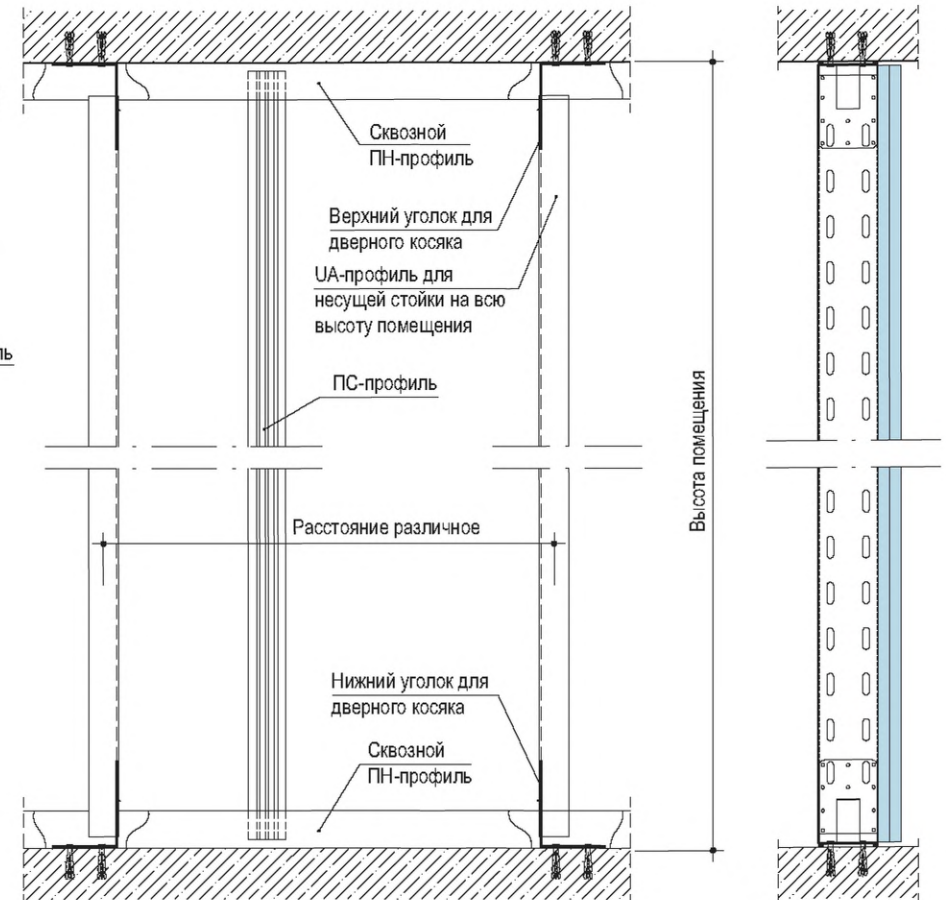 Сквозной
ПН-профиль
Верхний уголок для
дверного косяка
UA-профиль для
несущей стойки на всю
высоту помещения
ль
ПС-профиль
Высота помещения
Расстояние различное
Нижний уголок для
дверного косяка
Сквозной
ПН-профиль